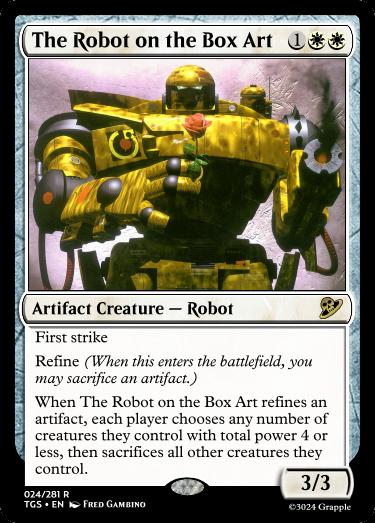 The Robot on the Box Art 1
Artifact Creature — Robot
First strike
Refine (When this enters the battlefield, you
may sacrifice an artifact.)
When The Robot on the Box Art refines an
artifact, each player chooses any number of
creatures they control with total power 4 or
less, then sacrifices all other creatures they
control.
3/3
024/281 R
TGS • EN Fred Gambino
©3024 Grapple